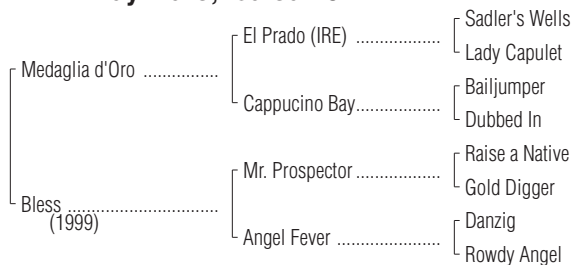 El Prado (IRE) ................... Sadler's Wells
Lady Capulet
Medaglia d'Oro ................
Cappucino Bay................... Bailjumper
Dubbed In
Mr. Prospector ................... Raise a Native
Gold Digger
Bless ................................
(1999)
Angel Fever ....................... Danzig
Rowdy Angel